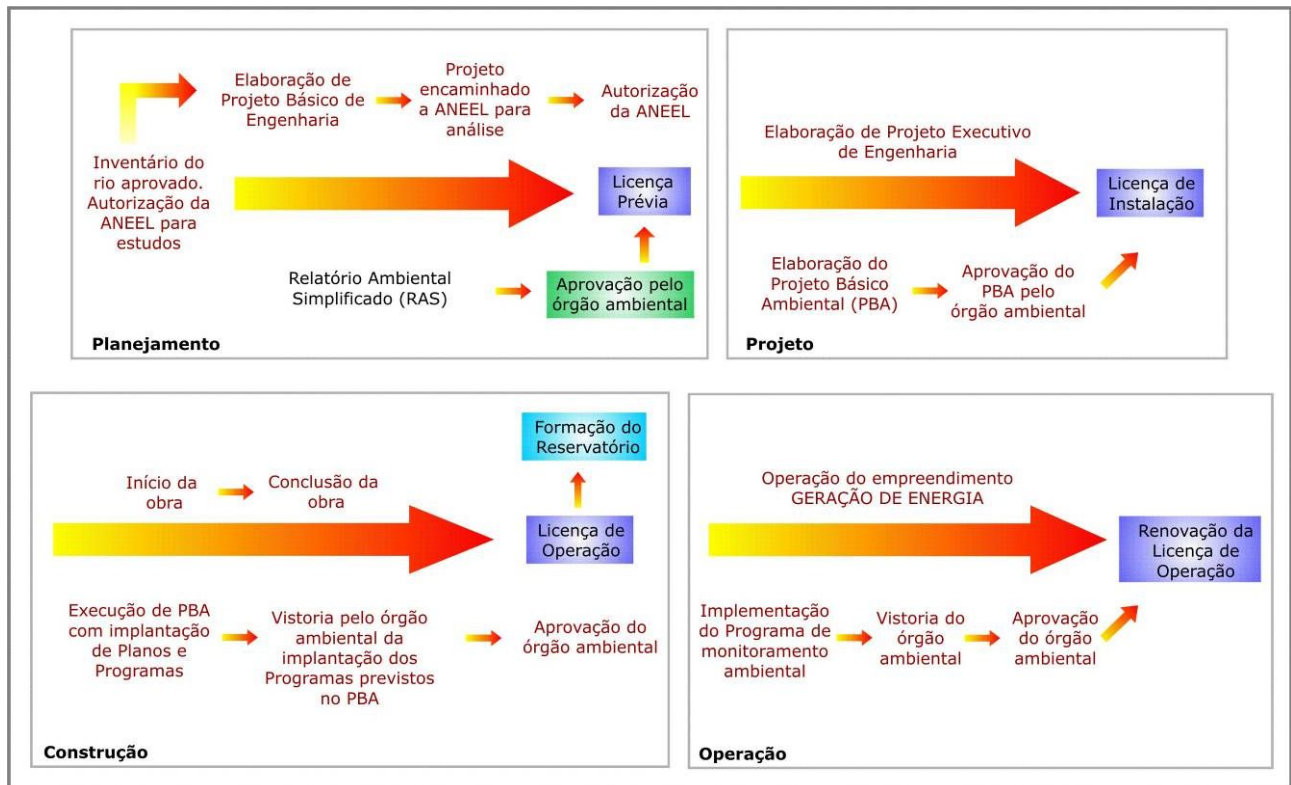 Elaboração de
Projeto Básico de
Engenharia
Projeto
encaminhado
a ANEEL para
análise
Autorização
da ANEEL
Inventário do
rio aprovado.
Autorização da
ANEEL para
estudos
Licença
Prévia
Relatório Ambiental
Simplificado (RAS)
Aprovação pelo
órgão ambiental
Planejamento
Elaboração de Projeto Executivo
de Engenharia
Licença de
Instalação
Elaboração do
Projeto Básico
Ambiental (PBA)
Aprovação do
PBA pelo
órgão ambiental
Projeto
Formação do
Reservatório
Início da
obra
Conclusão da
obra
Licença de
Operação
Execução de PBA
com implantação
de Planos e
Programas
Vistoria pelo órgão
ambiental da
implantação dos
Programas previstos
no PBA
Aprovação do
órgão ambiental
Construção
Operação do empreendimento
GERAÇÃO DE ENERGIA
Renovação da
Licença de
Operação
Implementação
do Programa de
monitoramento
ambiental
Vistoria do
órgão
ambiental
Aprovação
do órgão
ambiental
Operação